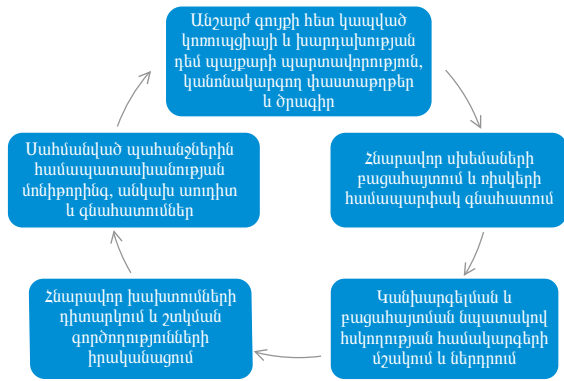 Անշարժ գույքի հետ կապված
կոռուպցիայի և խարդախության
դեմ պայքարի պարտավորություն,
կանոնակարգող փաստաթղթեր
և ծրագիր
Հնարավոր սխեմաների
բացահայտում և ռիսկերի
համապարփակ գնահատում
Կանխարգելման և
բացահայտման նպատակով
հսկողության համակարգերի
մշակում և ներդրում
Հնարավոր խախտումների
դիտարկում և շտկման
գործողությունների
իրականացում
Սահմանված պահանջներին
համապատասխանության
մոնիթորինգ, անկախ աուդիտ
և գնահատումներ